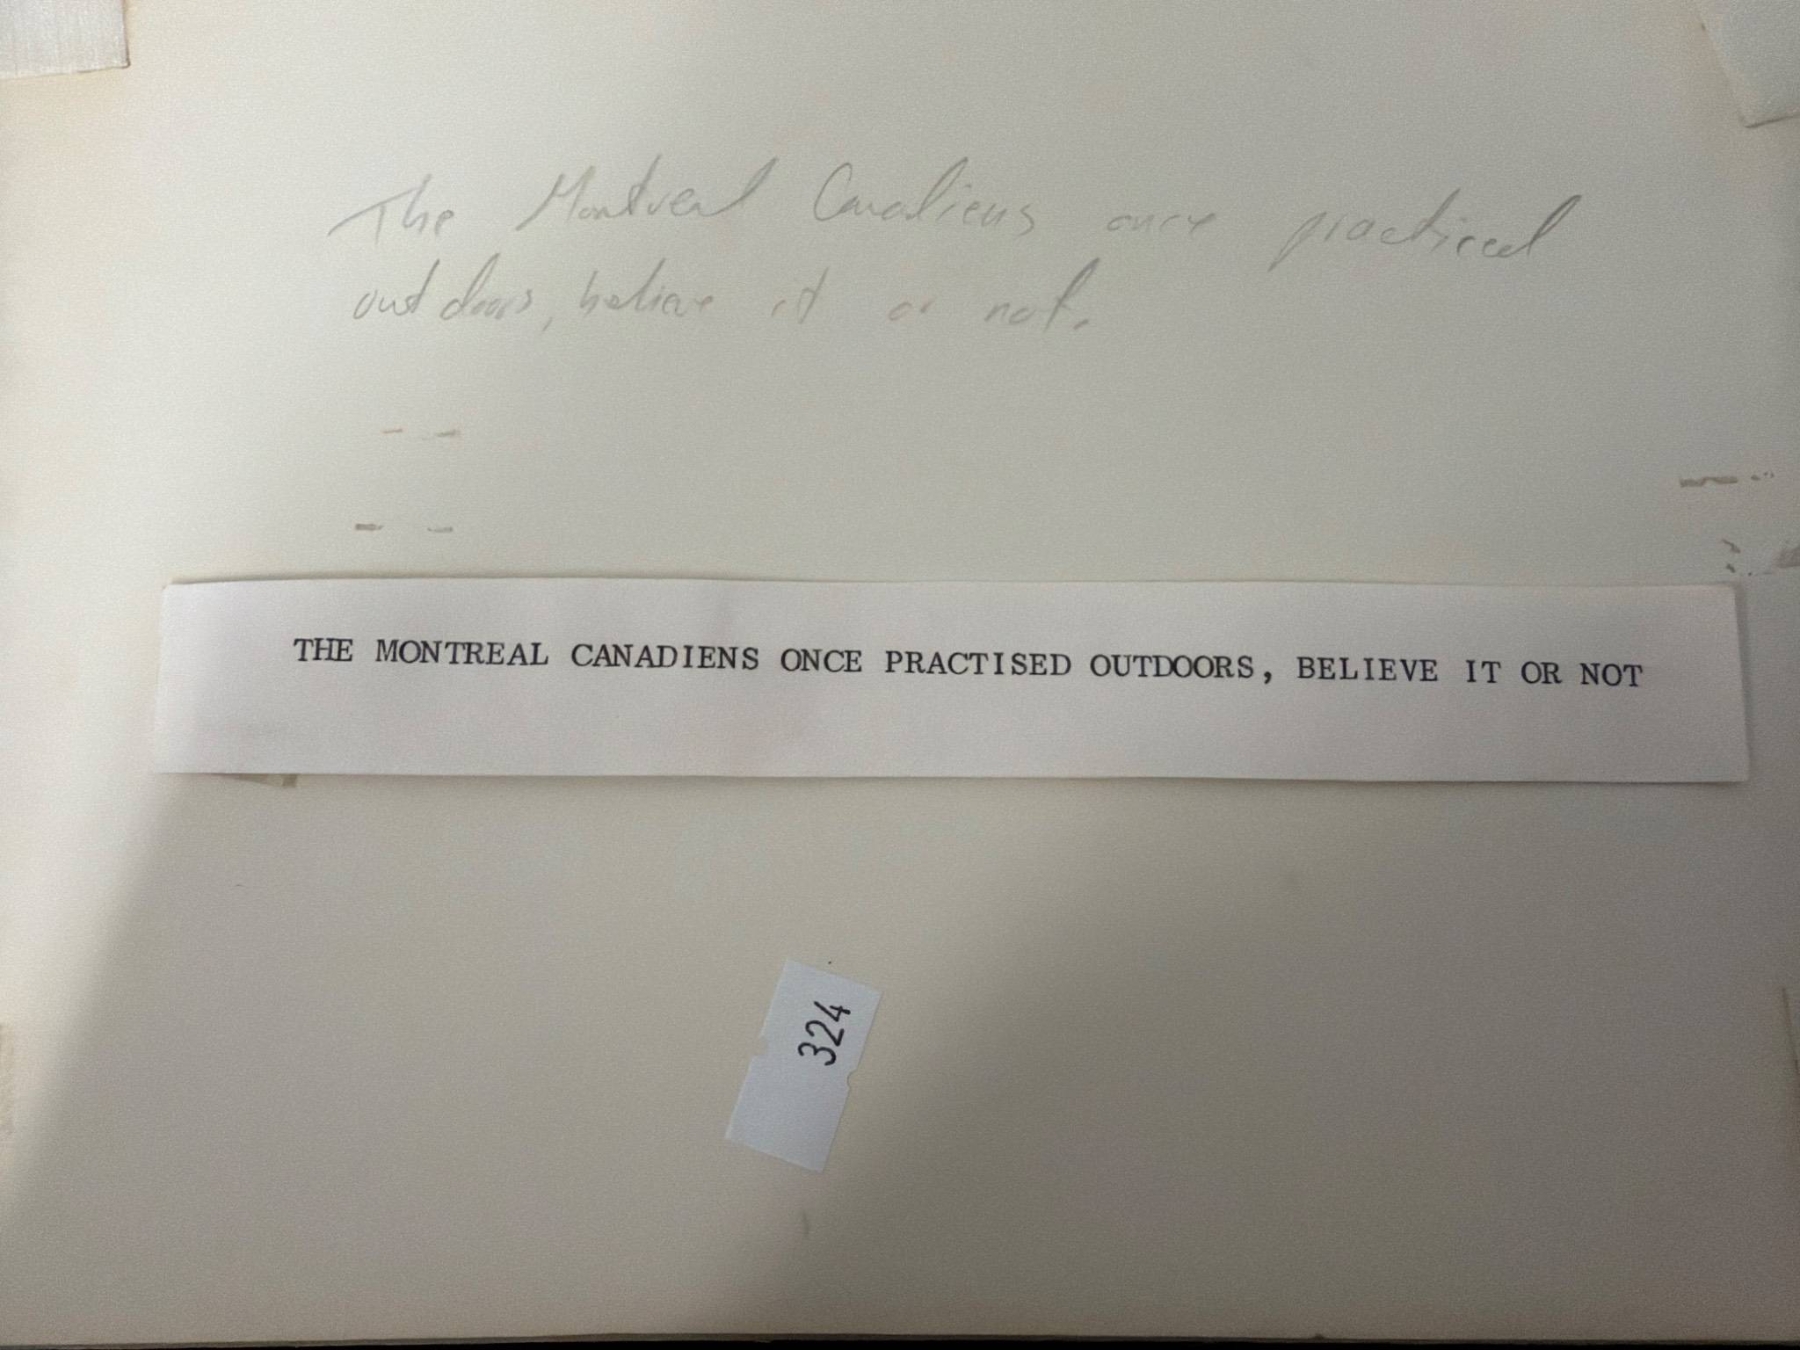 The Montreal Canadiens once practiced
outdoors, believe it or not.
THE MONTREAL CANADIENS ONCE PRACTISED OUTDOORS, BELIEVE IT OR NOT
324